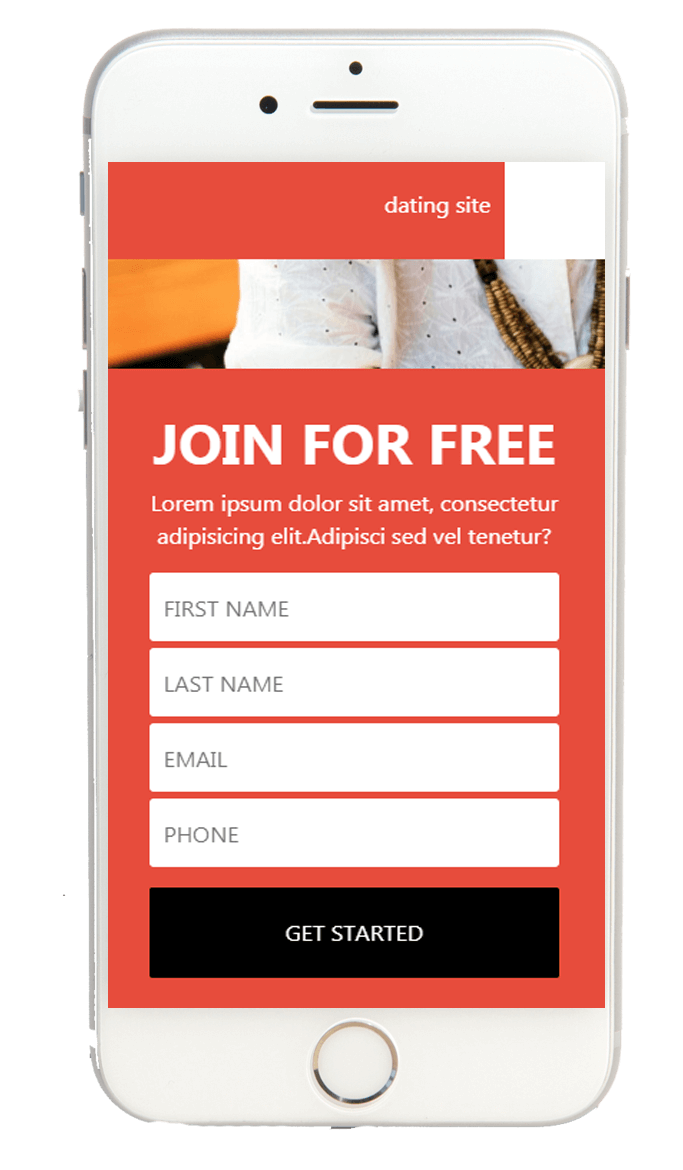 dating site
JOIN FOR FREE
Lorem ipsum dolor sit amet, consectetur
adipisicing elit.Adipisci sed vel tenetur?
FIRST NAME
LAST NAME
EMAIL
PHONE
GET STARTED